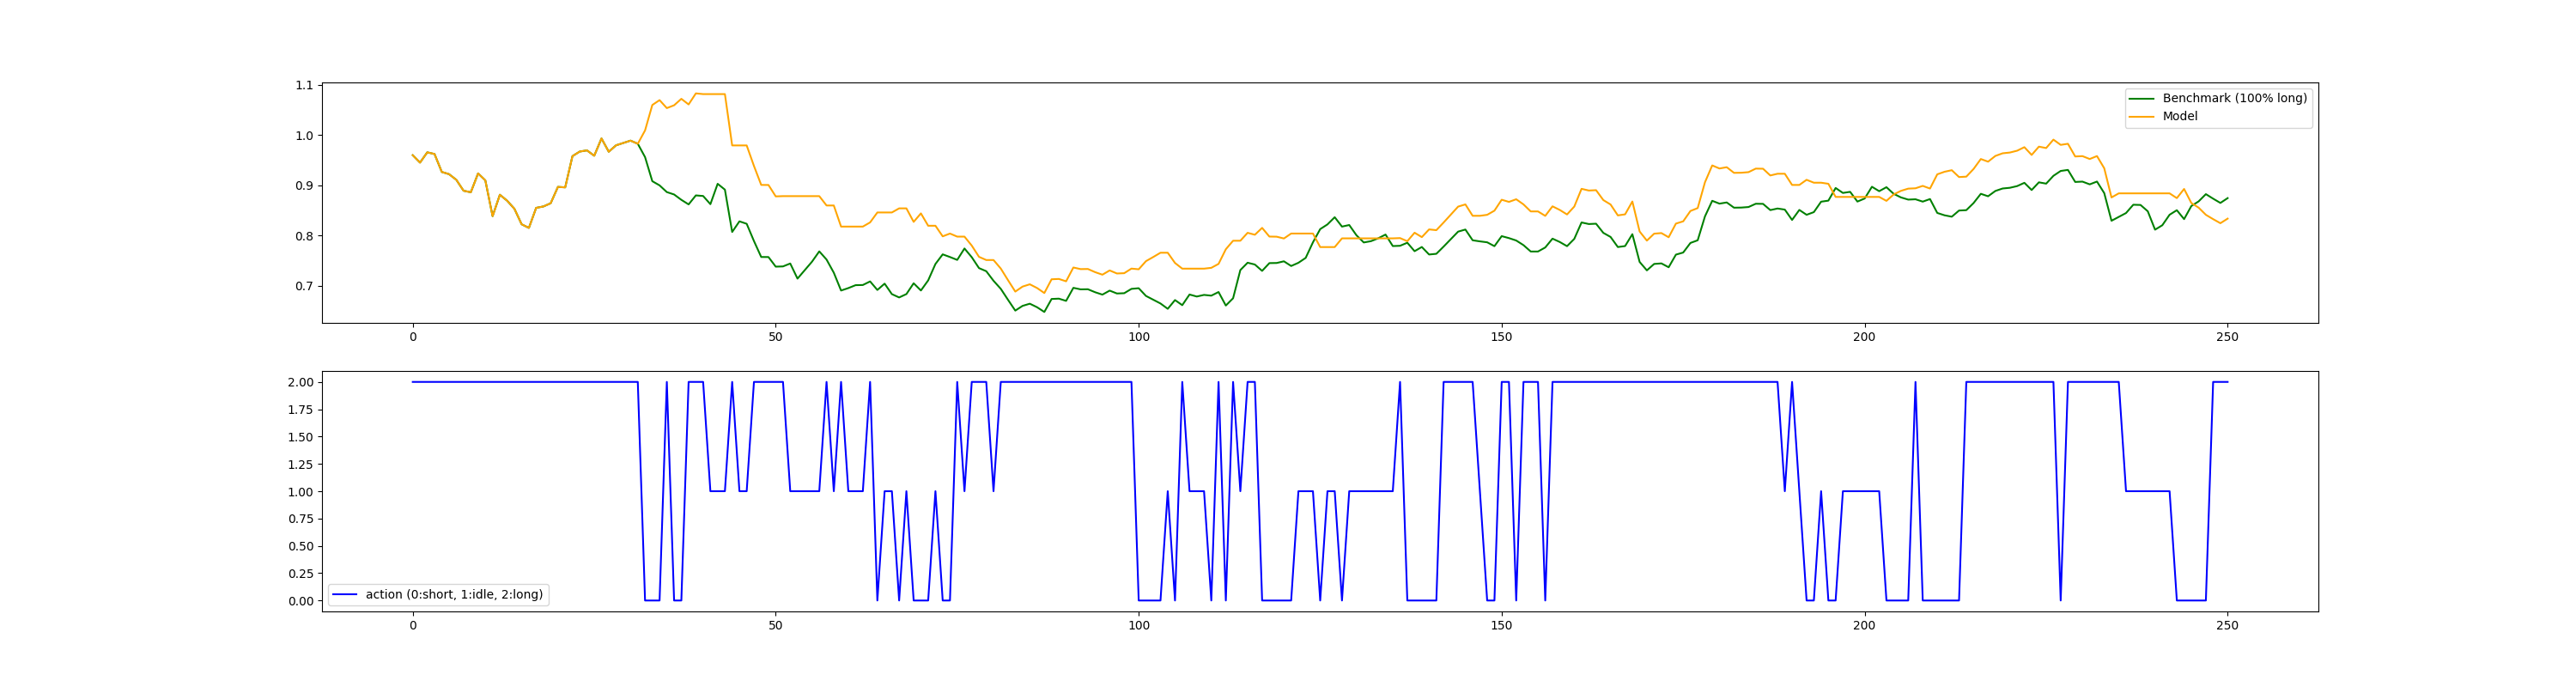 1.1
1.0
0.9
0.8
0.7
Benchmark (100% long)
Model
0 50 100 150 200 250
2.00
1.75
1.50
1.25
1.00
0.75
0.50
0.25
0.00
action (0:short, 1:idle, 2:long)
0 50 100 150 200 250